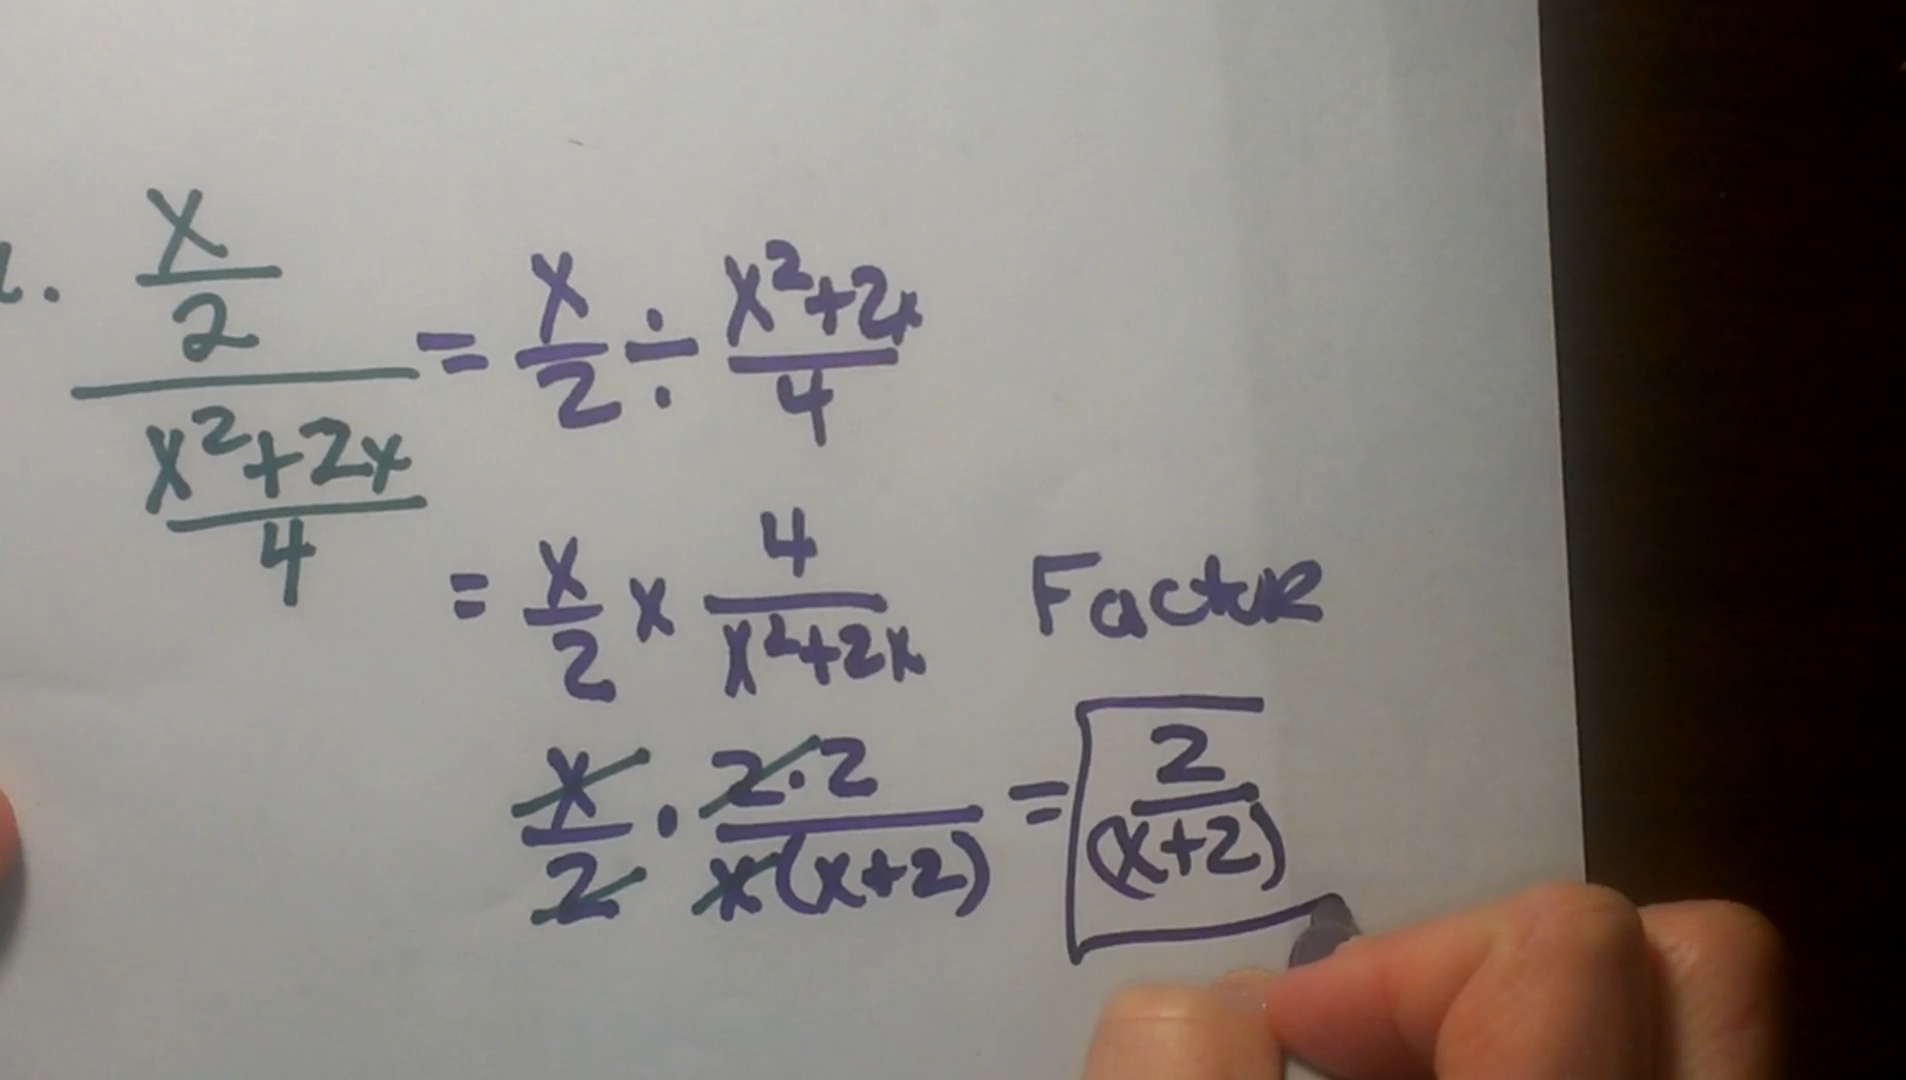 . (x/2)/((x²+2x)/4) = x/2 ÷ (x²+2x)/4
= x/2 x 4/(x²+2x) Factor
x/2 · (2·2)/(x(x+2)) = 2/(x+2)